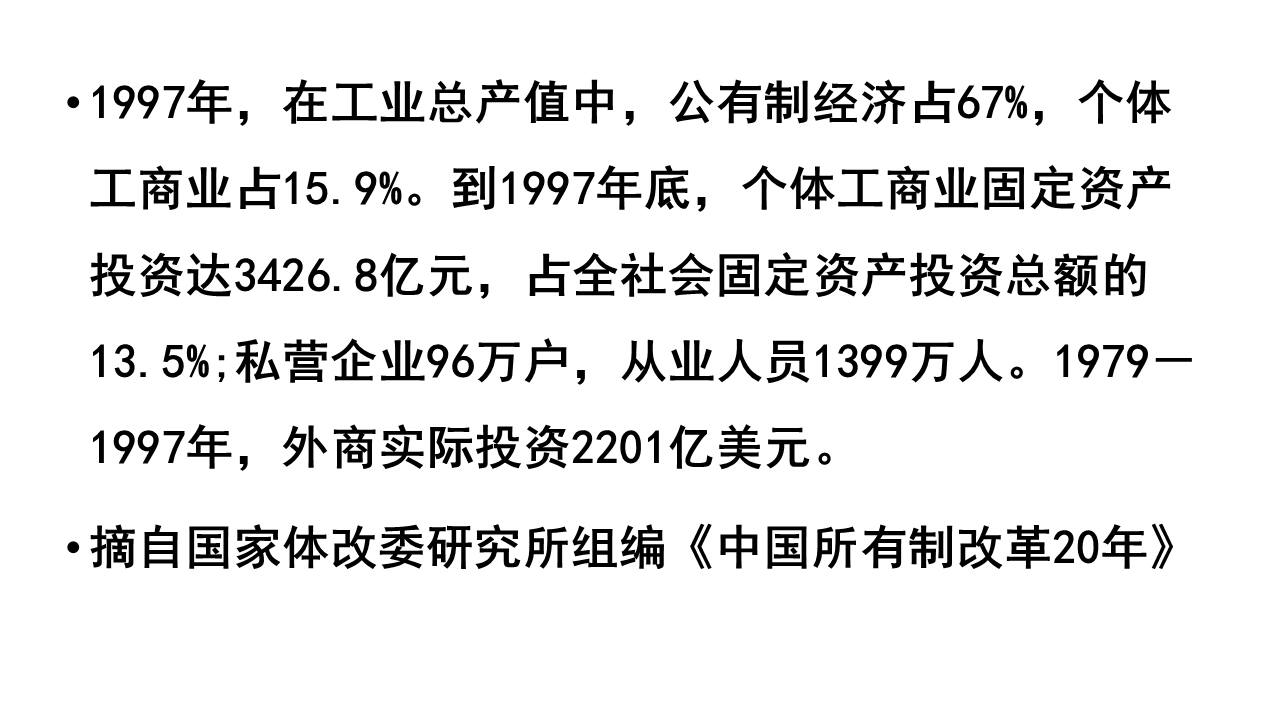 •1997年，在工业总产值中，公有制经济占67%，个体
工商业占15.9%。到1997年底，个体工商业固定资产
投资达3426.8亿元，占全社会固定资产投资总额的
13.5%;私营企业96万户，从业人员1399万人。1979—
1997年，外商实际投资2201亿美元。
•摘自国家体改委研究所组编《中国所有制改革20年》